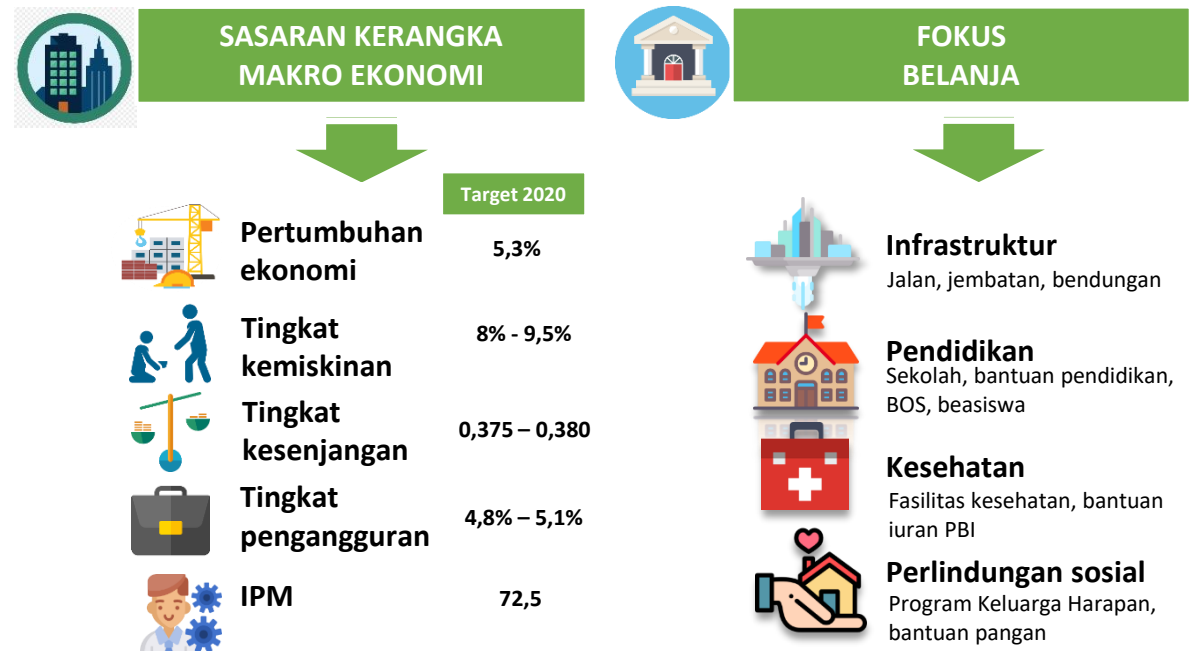 SASARAN KERANGKA
MAKRO EKONOMI
Target 2020
Pertumbuhan
ekonomi
5,3%
Tingkat
kemiskinan
8% - 9,5%
Tingkat
kesenjangan
0,375 – 0,380
Tingkat
pengangguran
4,8% – 5,1%
IPM
72,5
FOKUS
BELANJA
Infrastruktur
Jalan, jembatan, bendungan
Pendidikan
Sekolah, bantuan pendidikan,
BOS, beasiswa
Kesehatan
Fasilitas kesehatan, bantuan
iuran PBI
Perlindungan sosial
Program Keluarga Harapan,
bantuan pangan